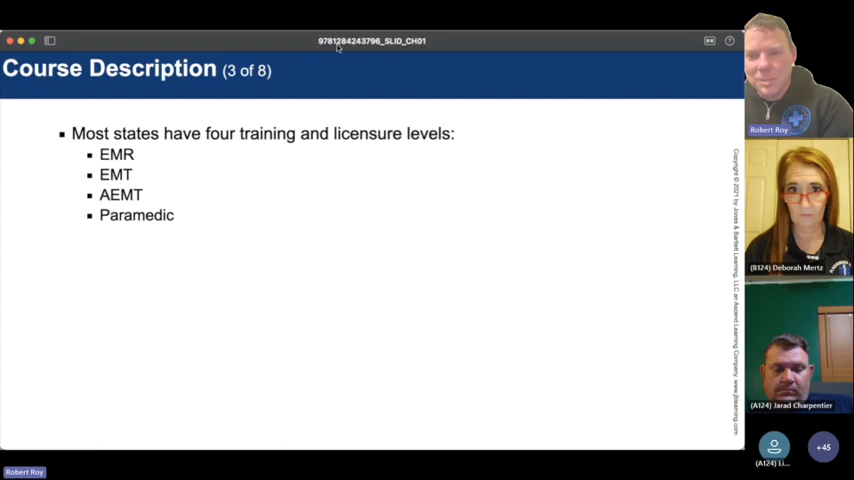 9781284243796_SLID_CH01
Course Description (3 of 8)
Most states have four training and licensure levels:
EMR
EMT
AEMT
Paramedic
Copyright © 2021 by Jones & Bartlett Learning, LLC an Ascend Learning Company. www.jblearning.com
Robert Roy
(B124) Deborah Mertz
(A124) Jarad Charpentier
(A124) Li...
+45
Robert Roy